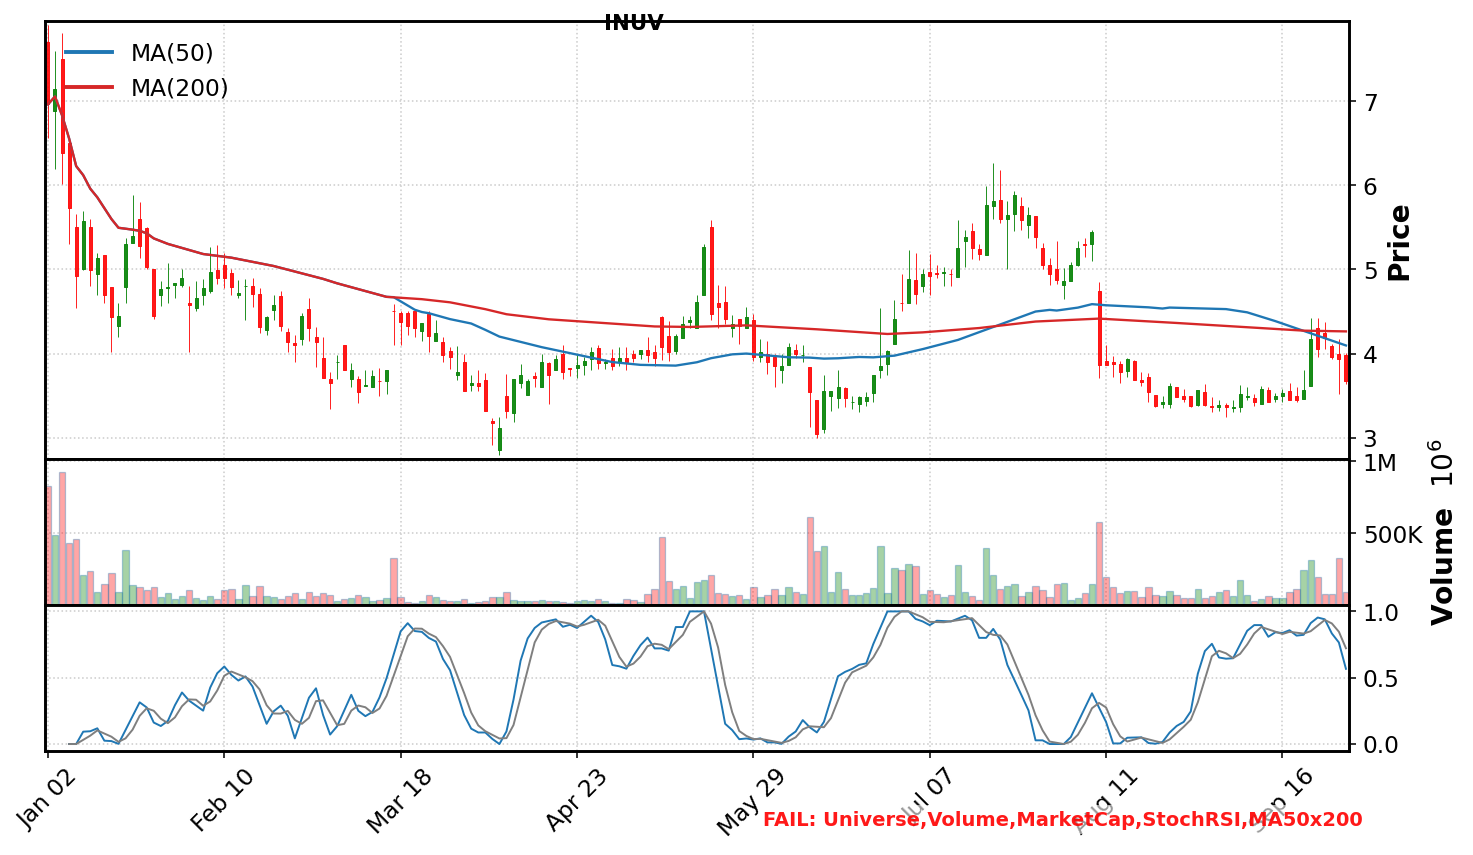 INUV
MA(50)
MA(200)
7
6
5
4
3
Price
1M
500K
Volume 10^6
1.0
0.5
0.0
Jan 02
Feb 10
Mar 18
Apr 23
May 29
Jul 07
Aug 11
Sep 16
FAIL: Universe,Volume,MarketCap,StochRSI,MA50x200